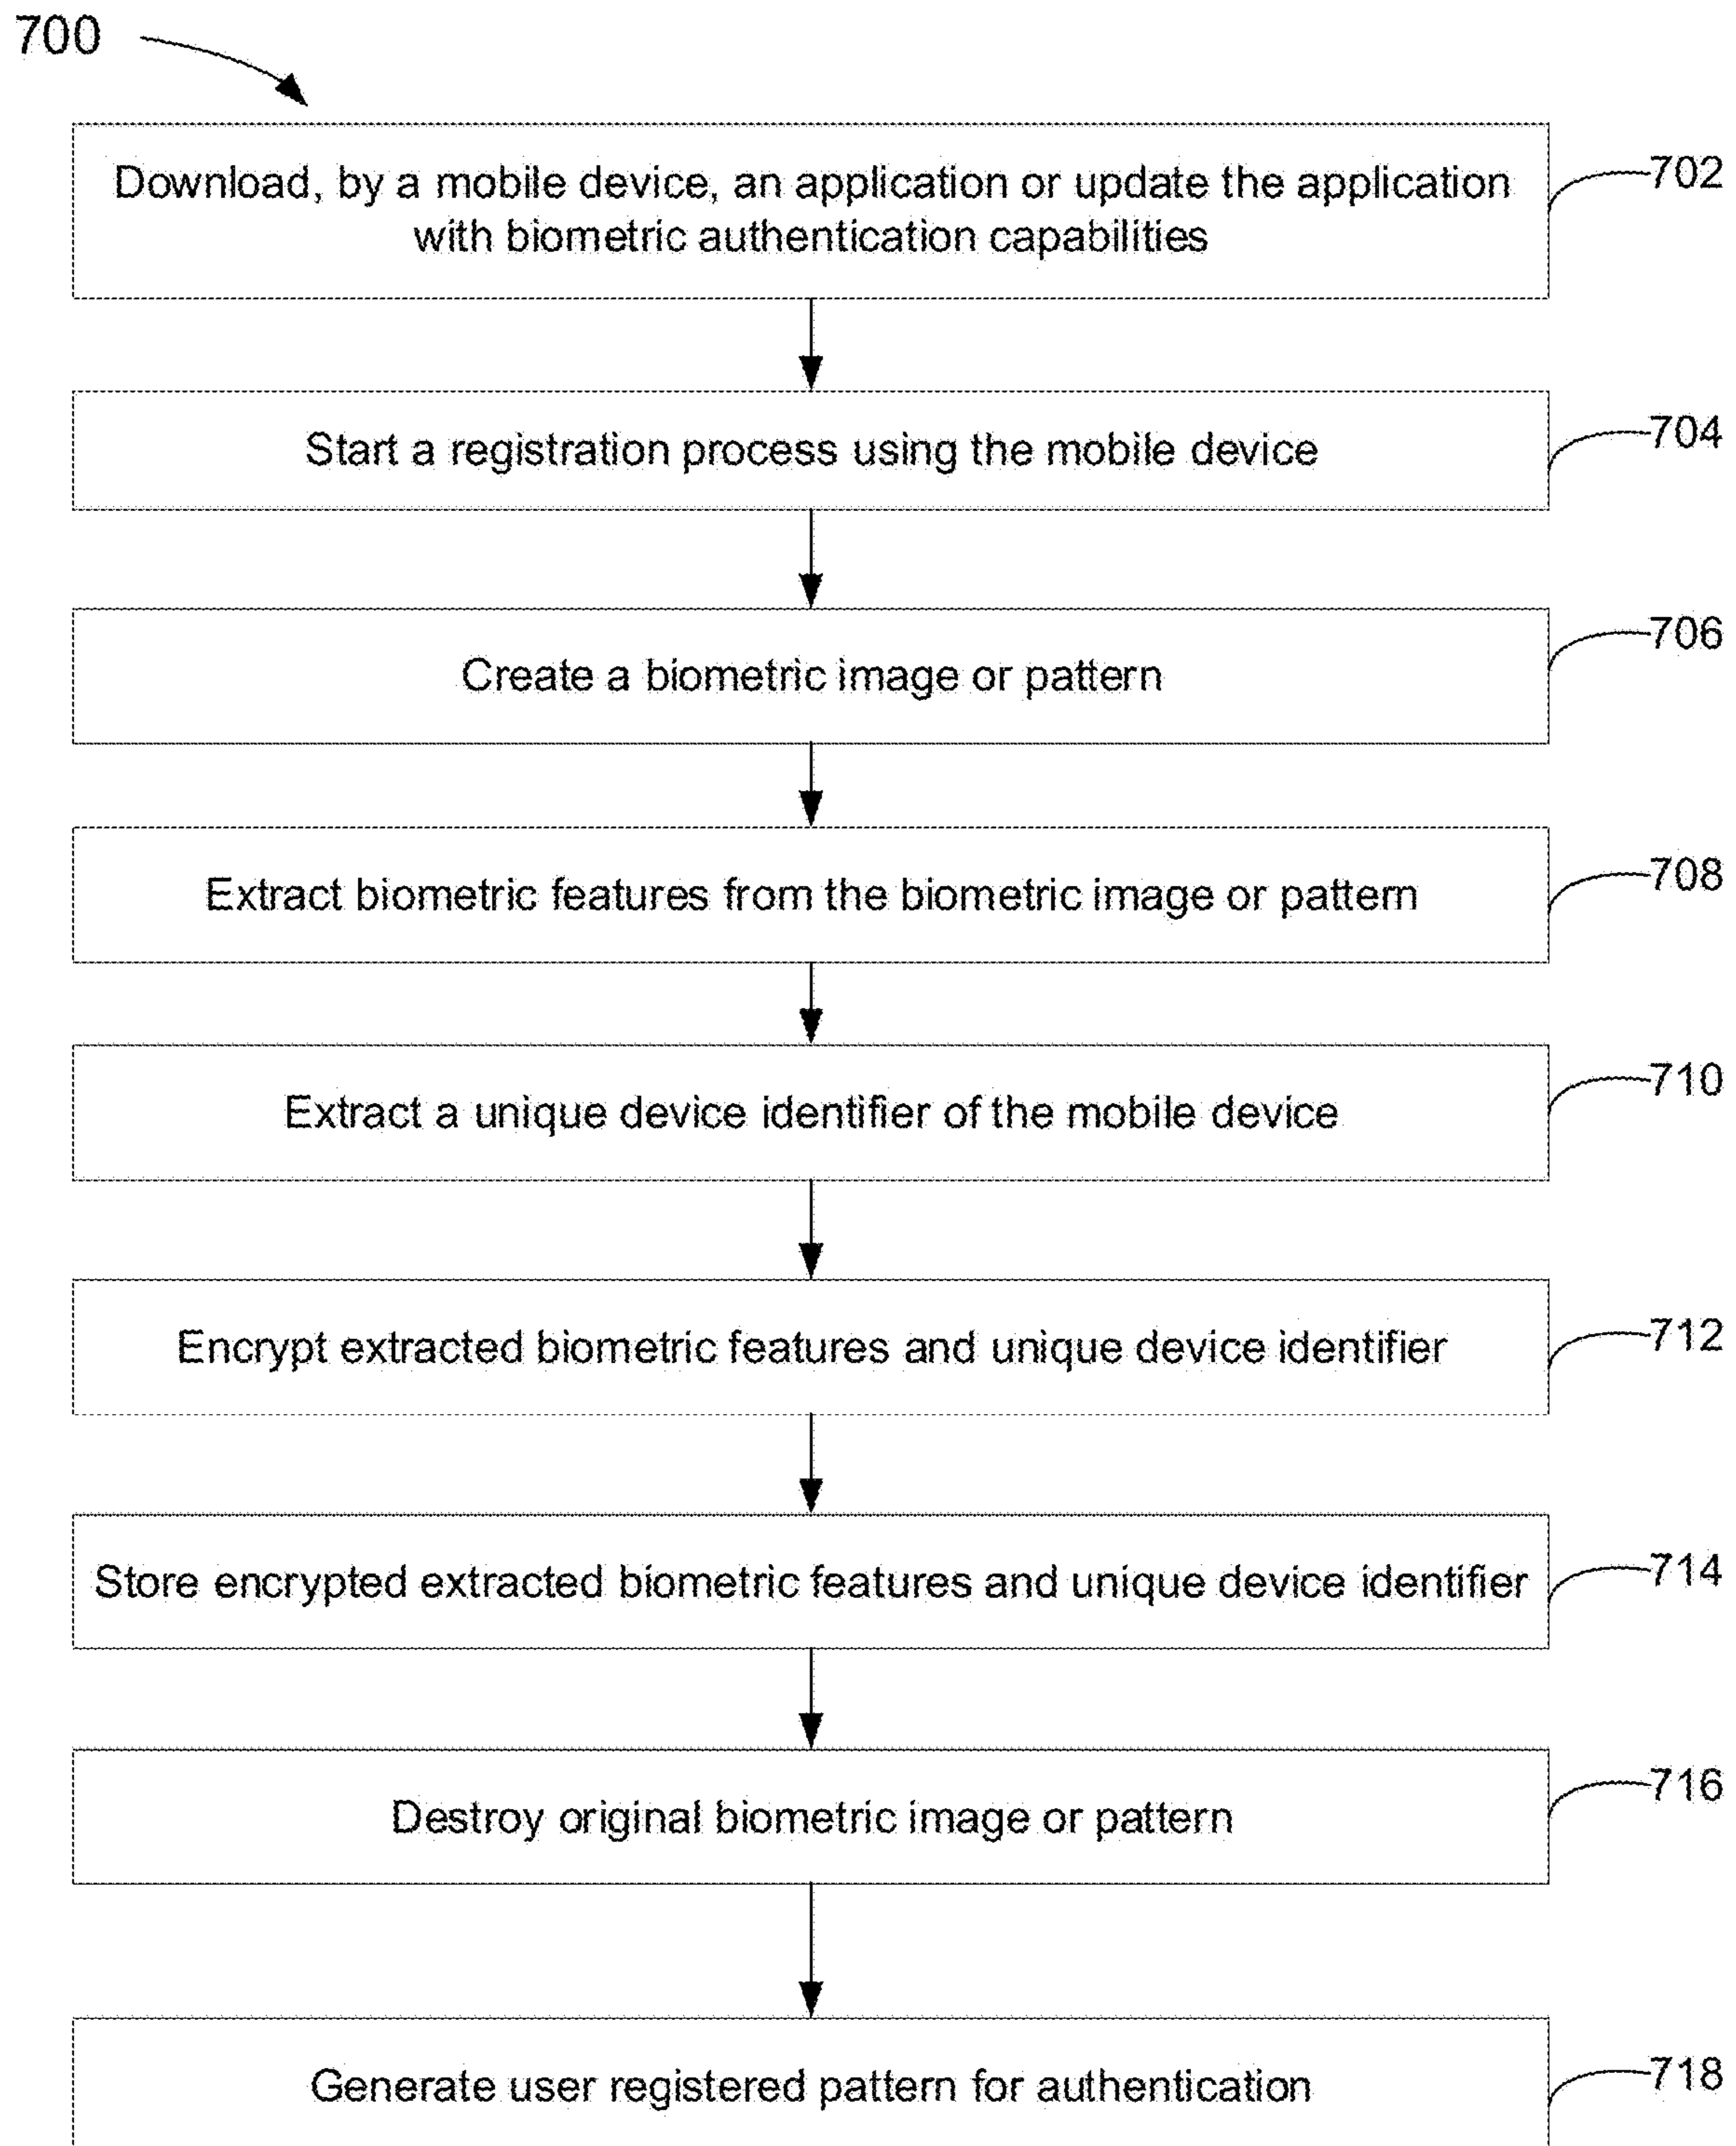 700
Download, by a mobile device, an application or update the application
with biometric authentication capabilities
702
Start a registration process using the mobile device
704
Create a biometric image or pattern
706
Extract biometric features from the biometric image or pattern
708
Extract a unique device identifier of the mobile device
710
Encrypt extracted biometric features and unique device identifier
712
Store encrypted extracted biometric features and unique device identifier
714
Destroy original biometric image or pattern
716
Generate user registered pattern for authentication
718